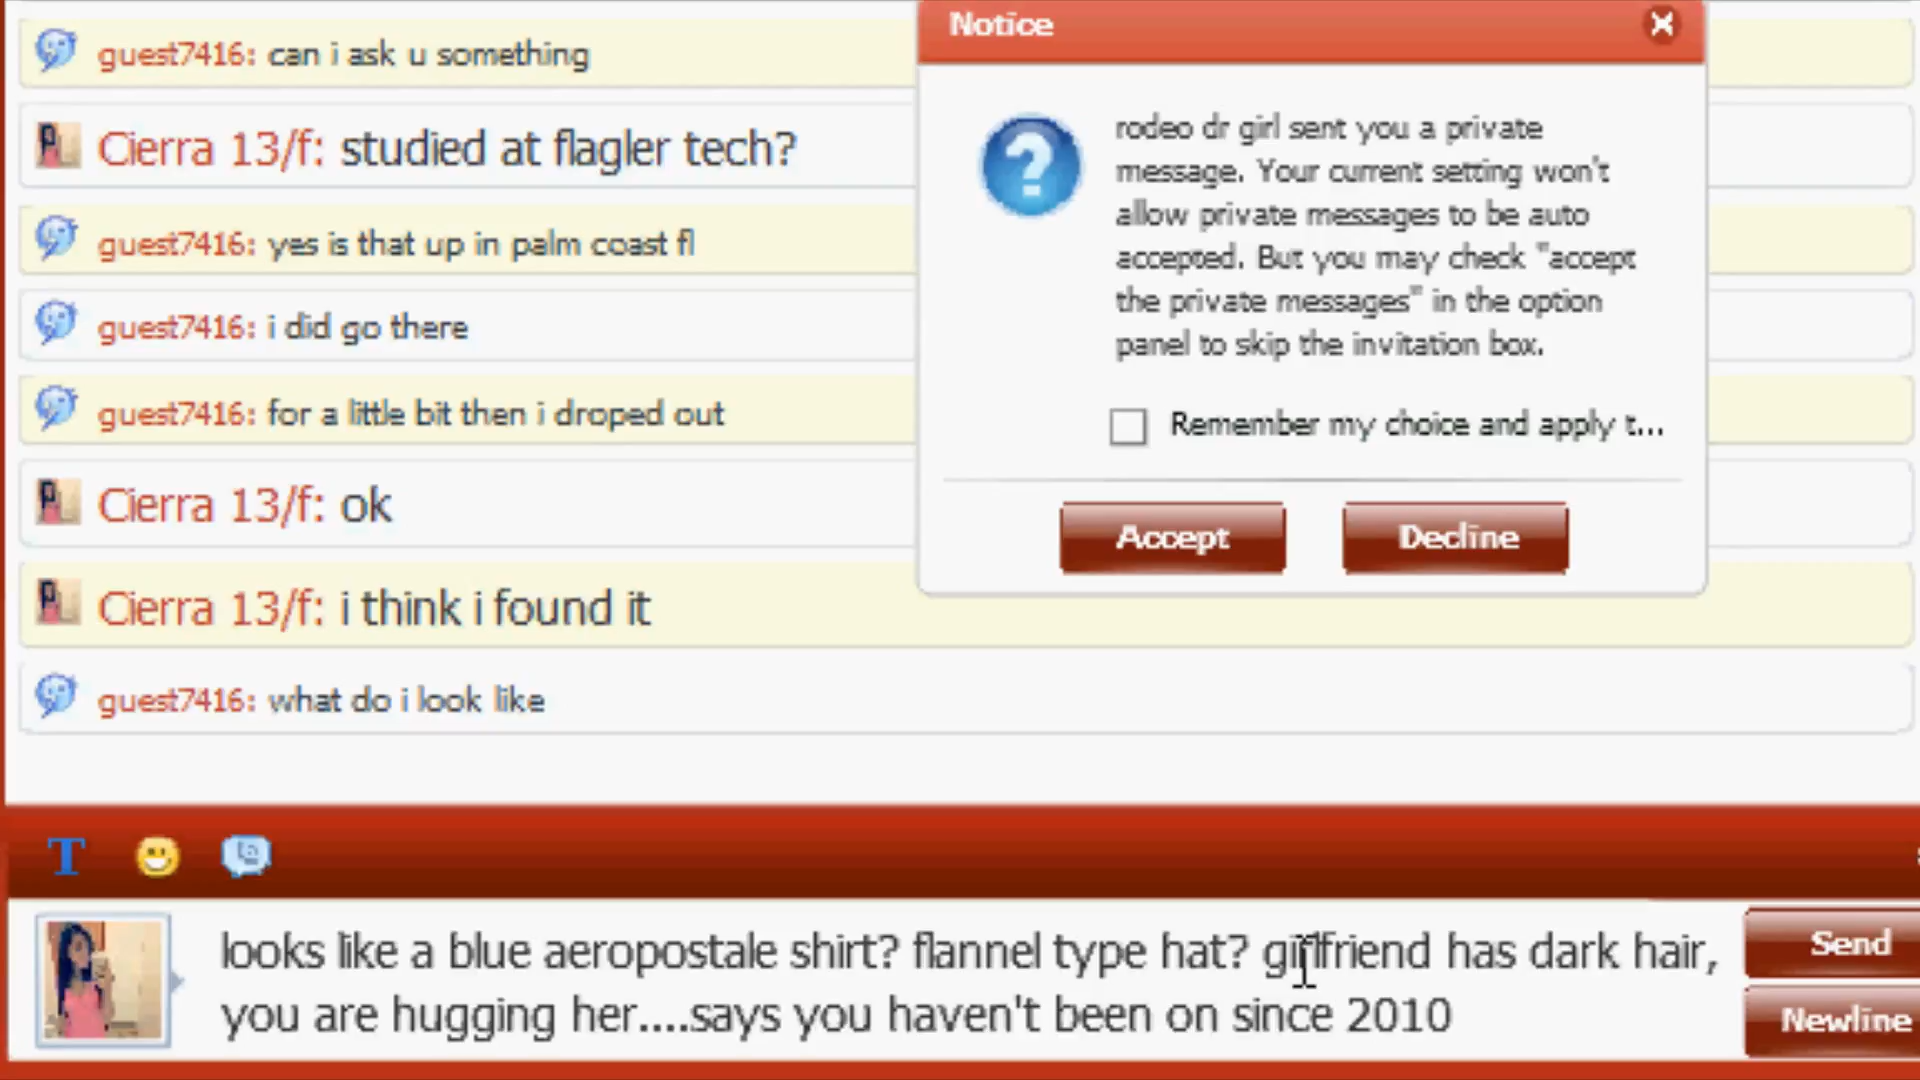 guest7416: can i ask u something
Cierra 13/f: studied at flagler tech?
guest7416: yes is that up in palm coast fl
guest7416: i did go there
guest7416: for a little bit then i droped out
Cierra 13/f: ok
Cierra 13/f: i think i found it
guest7416: what do i look like
Notice
rodeo dr girl sent you a private
message. Your current setting won't
allow private messages to be auto
accepted. But you may check "accept
the private messages" in the option
panel to skip the invitation box.
Remember my choice and apply t...
Accept Decline
T
looks like a blue aeropostale shirt? flannel type hat? girlfriend has dark hair,
you are hugging her....says you haven't been on since 2010
Send
Newline